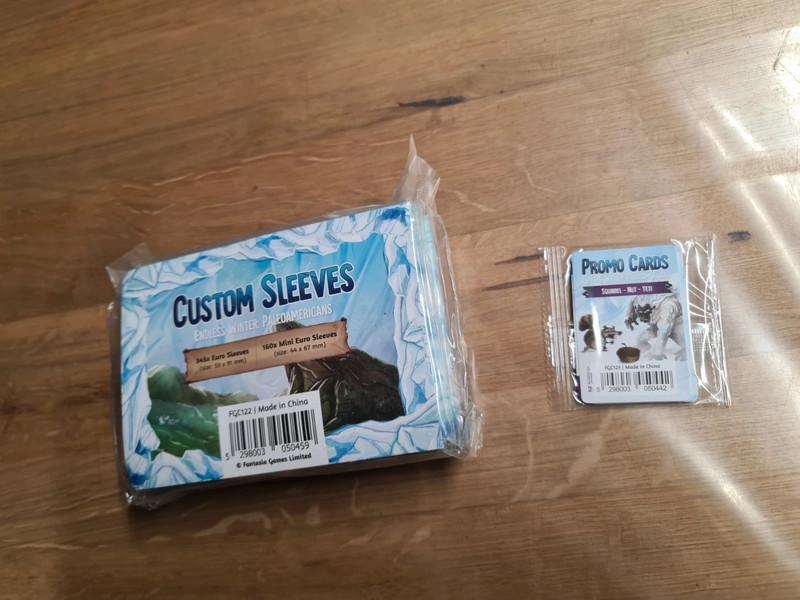 CUSTOM SLEEVES
ENDLESS WINTER: PALEOAMERICANS
345x Euro Sleeves
(size: 59 x 91 mm)
160x Mini Euro Sleeves
(size: 44 x 67 mm)
FGC122 | Made in China
5 298003 050459
© Fantasia Games Limited
PROMO CARDS
SQUIRREL - NUT - YETI
FGC121 | Made in China
5 298003 050442